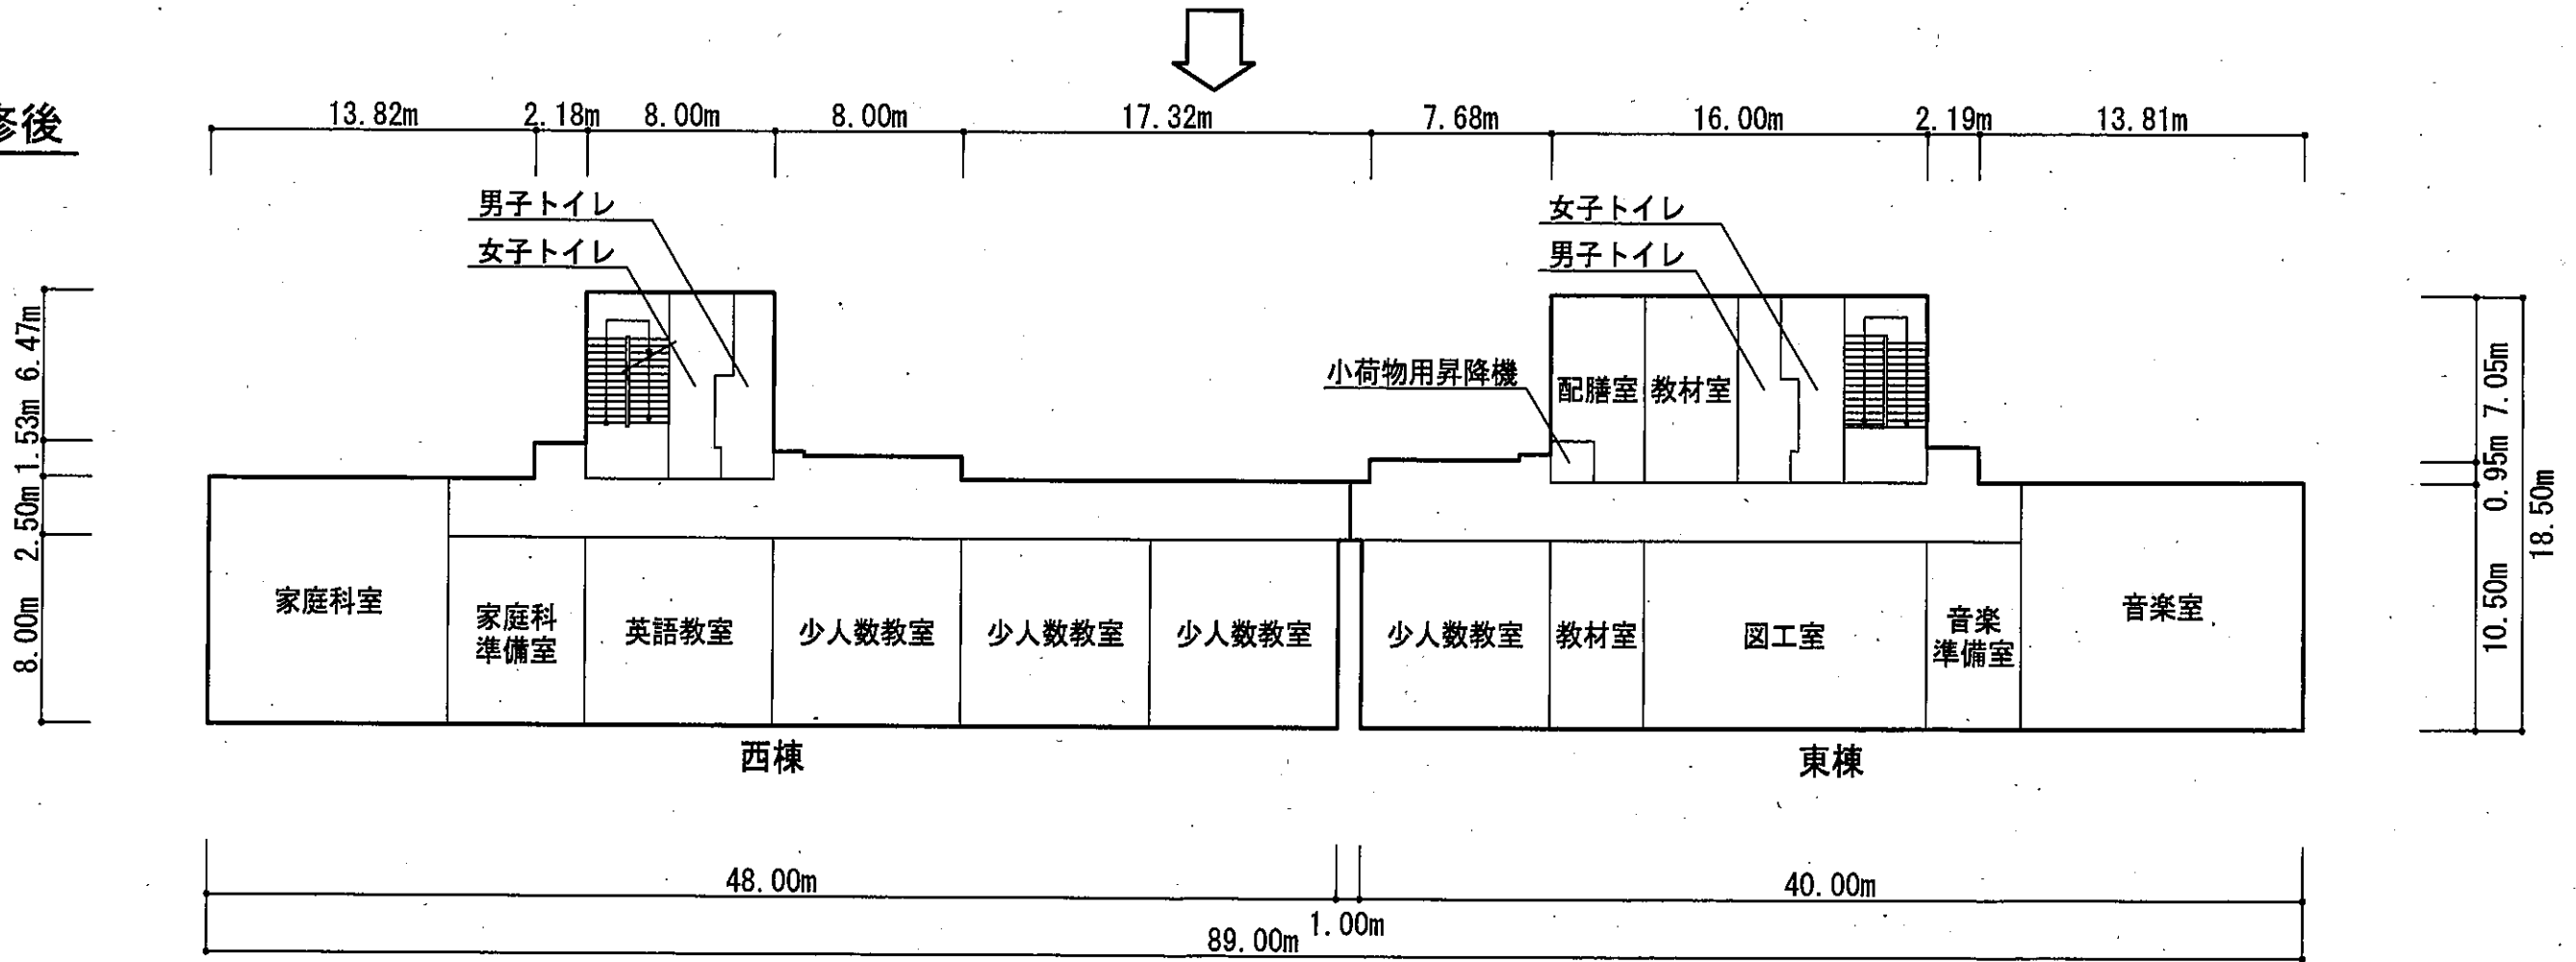 修後
13.82m
2.18m
8.00m
8.00m
17.32m
7.68m
16.00m
2.19m
13.81m
男子トイレ
女子トイレ
女子トイレ
男子トイレ
小荷物用昇降機
配膳室
教材室
6.47m
1.53m
2.50m
8.00m
7.05m
0.95m
10.50m
18.50m
家庭科室
家庭科
準備室
英語教室
少人数教室
少人数教室
少人数教室
少人数教室
教材室
図工室
音楽
準備室
音楽室
西棟
東棟
48.00m
40.00m
1.00m
89.00m